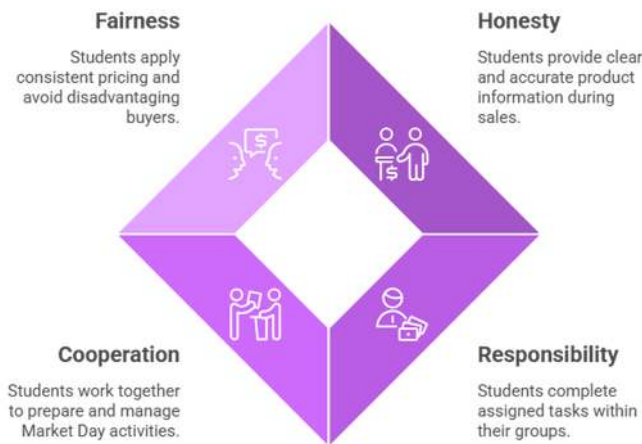 Fairness
Students apply
consistent pricing and
avoid disadvantaging
buyers.
Honesty
Students provide clear
and accurate product
information during
sales.
$
$
Cooperation
Students work together
to prepare and manage
Market Day activities.
Responsibility
Students complete
assigned tasks within
their groups.